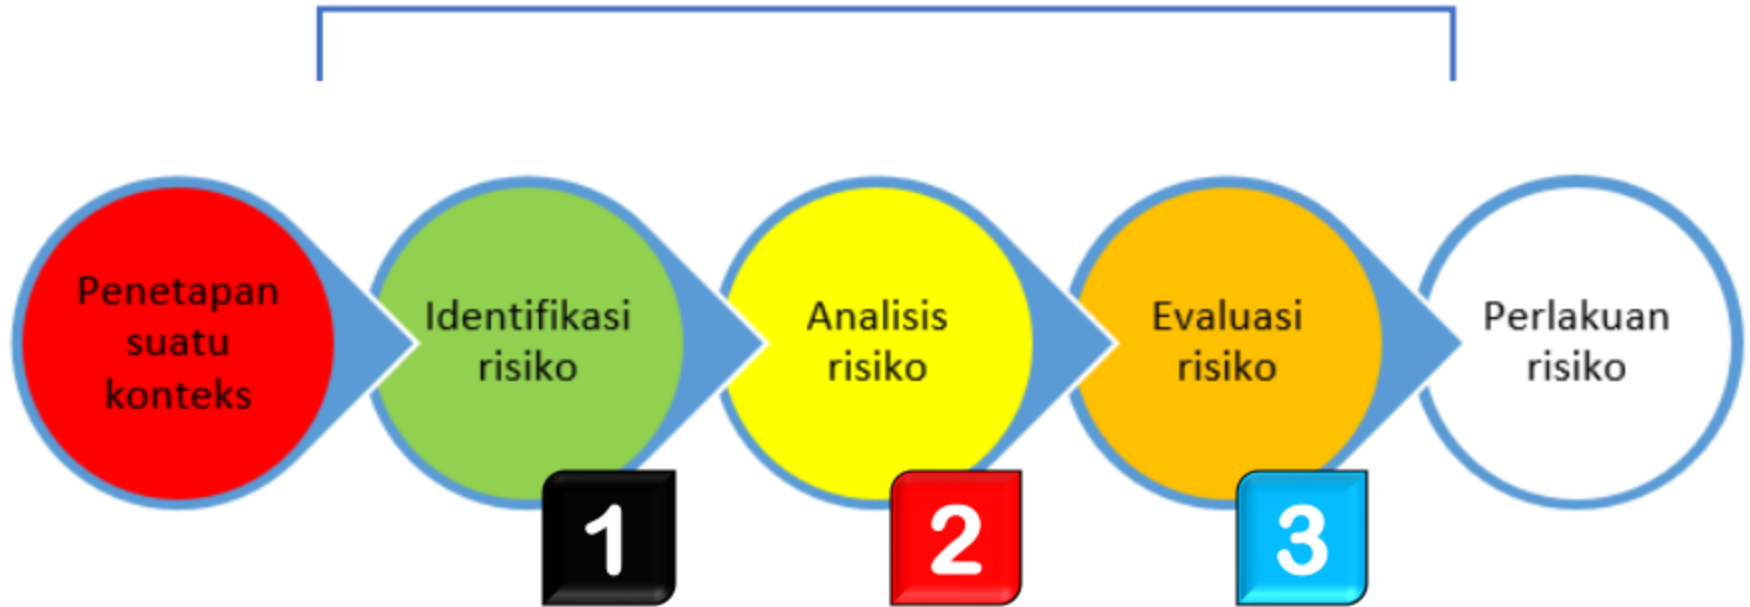 Penetapan
suatu
konteks
Identifikasi
risiko
Analisis
risiko
Evaluasi
risiko
Perlakuan
risiko
1
2
3